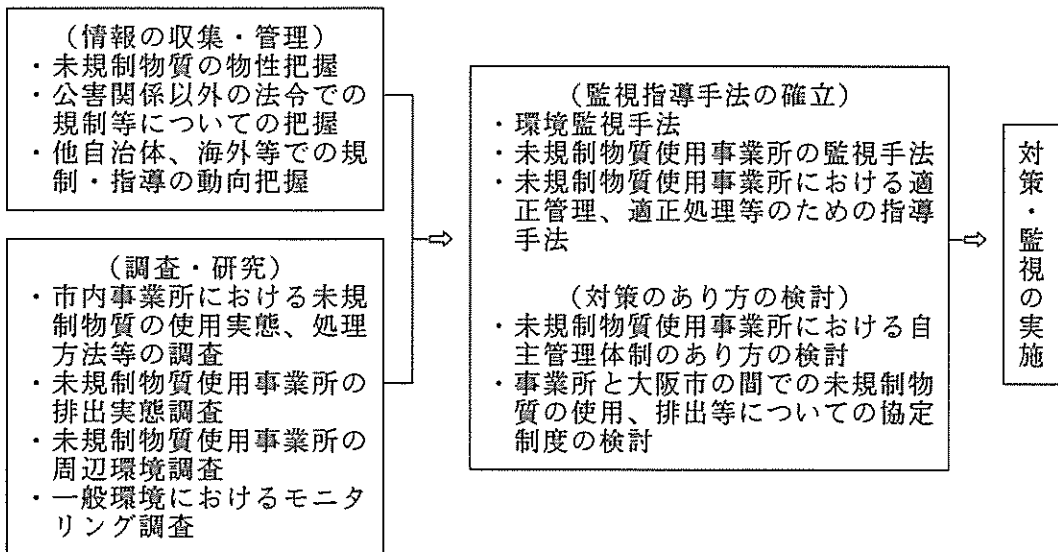 （情報の収集・管理）
・未規制物質の物性把握
・公害関係以外の法令での
規制等についての把握
・他自治体、海外等での規
制・指導の動向把握
（調査・研究）
・市内事業所における未規
制物質の使用実態、処理
方法等の調査
・未規制物質使用事業所の
排出実態調査
・未規制物質使用事業所の
周辺環境調査
・一般環境におけるモニタ
リング調査
（監視指導手法の確立）
・環境監視手法
・未規制物質使用事業所の監視手法
・未規制物質使用事業所における適
正管理、適正処理等のための指導
手法
（対策のあり方の検討）
・未規制物質使用事業所における自
主管理体制のあり方の検討
・事業所と大阪市の間での未規制物
質の使用、排出等についての協定
制度の検討
対策・監視の実施